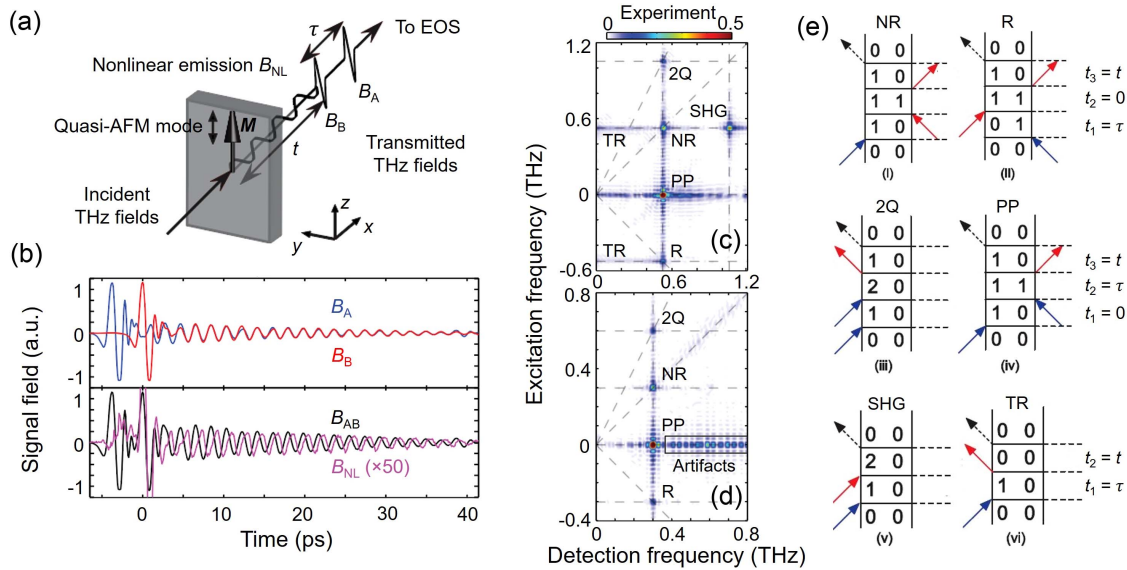 (a)
τ
To EOS
Nonlinear emission B_NL
B_A
M
B_B
Quasi-AFM mode
t
Transmitted
THz fields
Incident
THz fields
z
x
y
(b)
Signal field (a.u.)
1
0
-1
B_A
B_B
1
0
-1
B_AB
B_NL (×50)
0 10 20 30 40
Time (ps)
Experiment
0 0.5
Excitation frequency (THz)
1.2
2Q
SHG
0.6
TR NR
PP
0
(c)
TR R
-0.6
0 0.6 1.2
0.8
2Q
0.4
NR
PP
0
Artifacts
R
(d)
-0.4
0 0.4 0.8
Detection frequency (THz)
(e)
NR
0 0
1 0
1 1
1 0
0 0
(I)
R
0 0
1 0
1 1
0 1
0 0
(II)
t₃ = t
t₂ = 0
t₁ = τ
2Q
0 0
1 0
2 0
1 0
0 0
(iii)
PP
0 0
1 0
1 1
1 0
0 0
(iv)
t₃ = t
t₂ = τ
t₁ = 0
SHG
0 0
2 0
1 0
0 0
(v)
TR
0 0
0 0
1 0
0 0
(vi)
t₂ = t
t₁ = τ